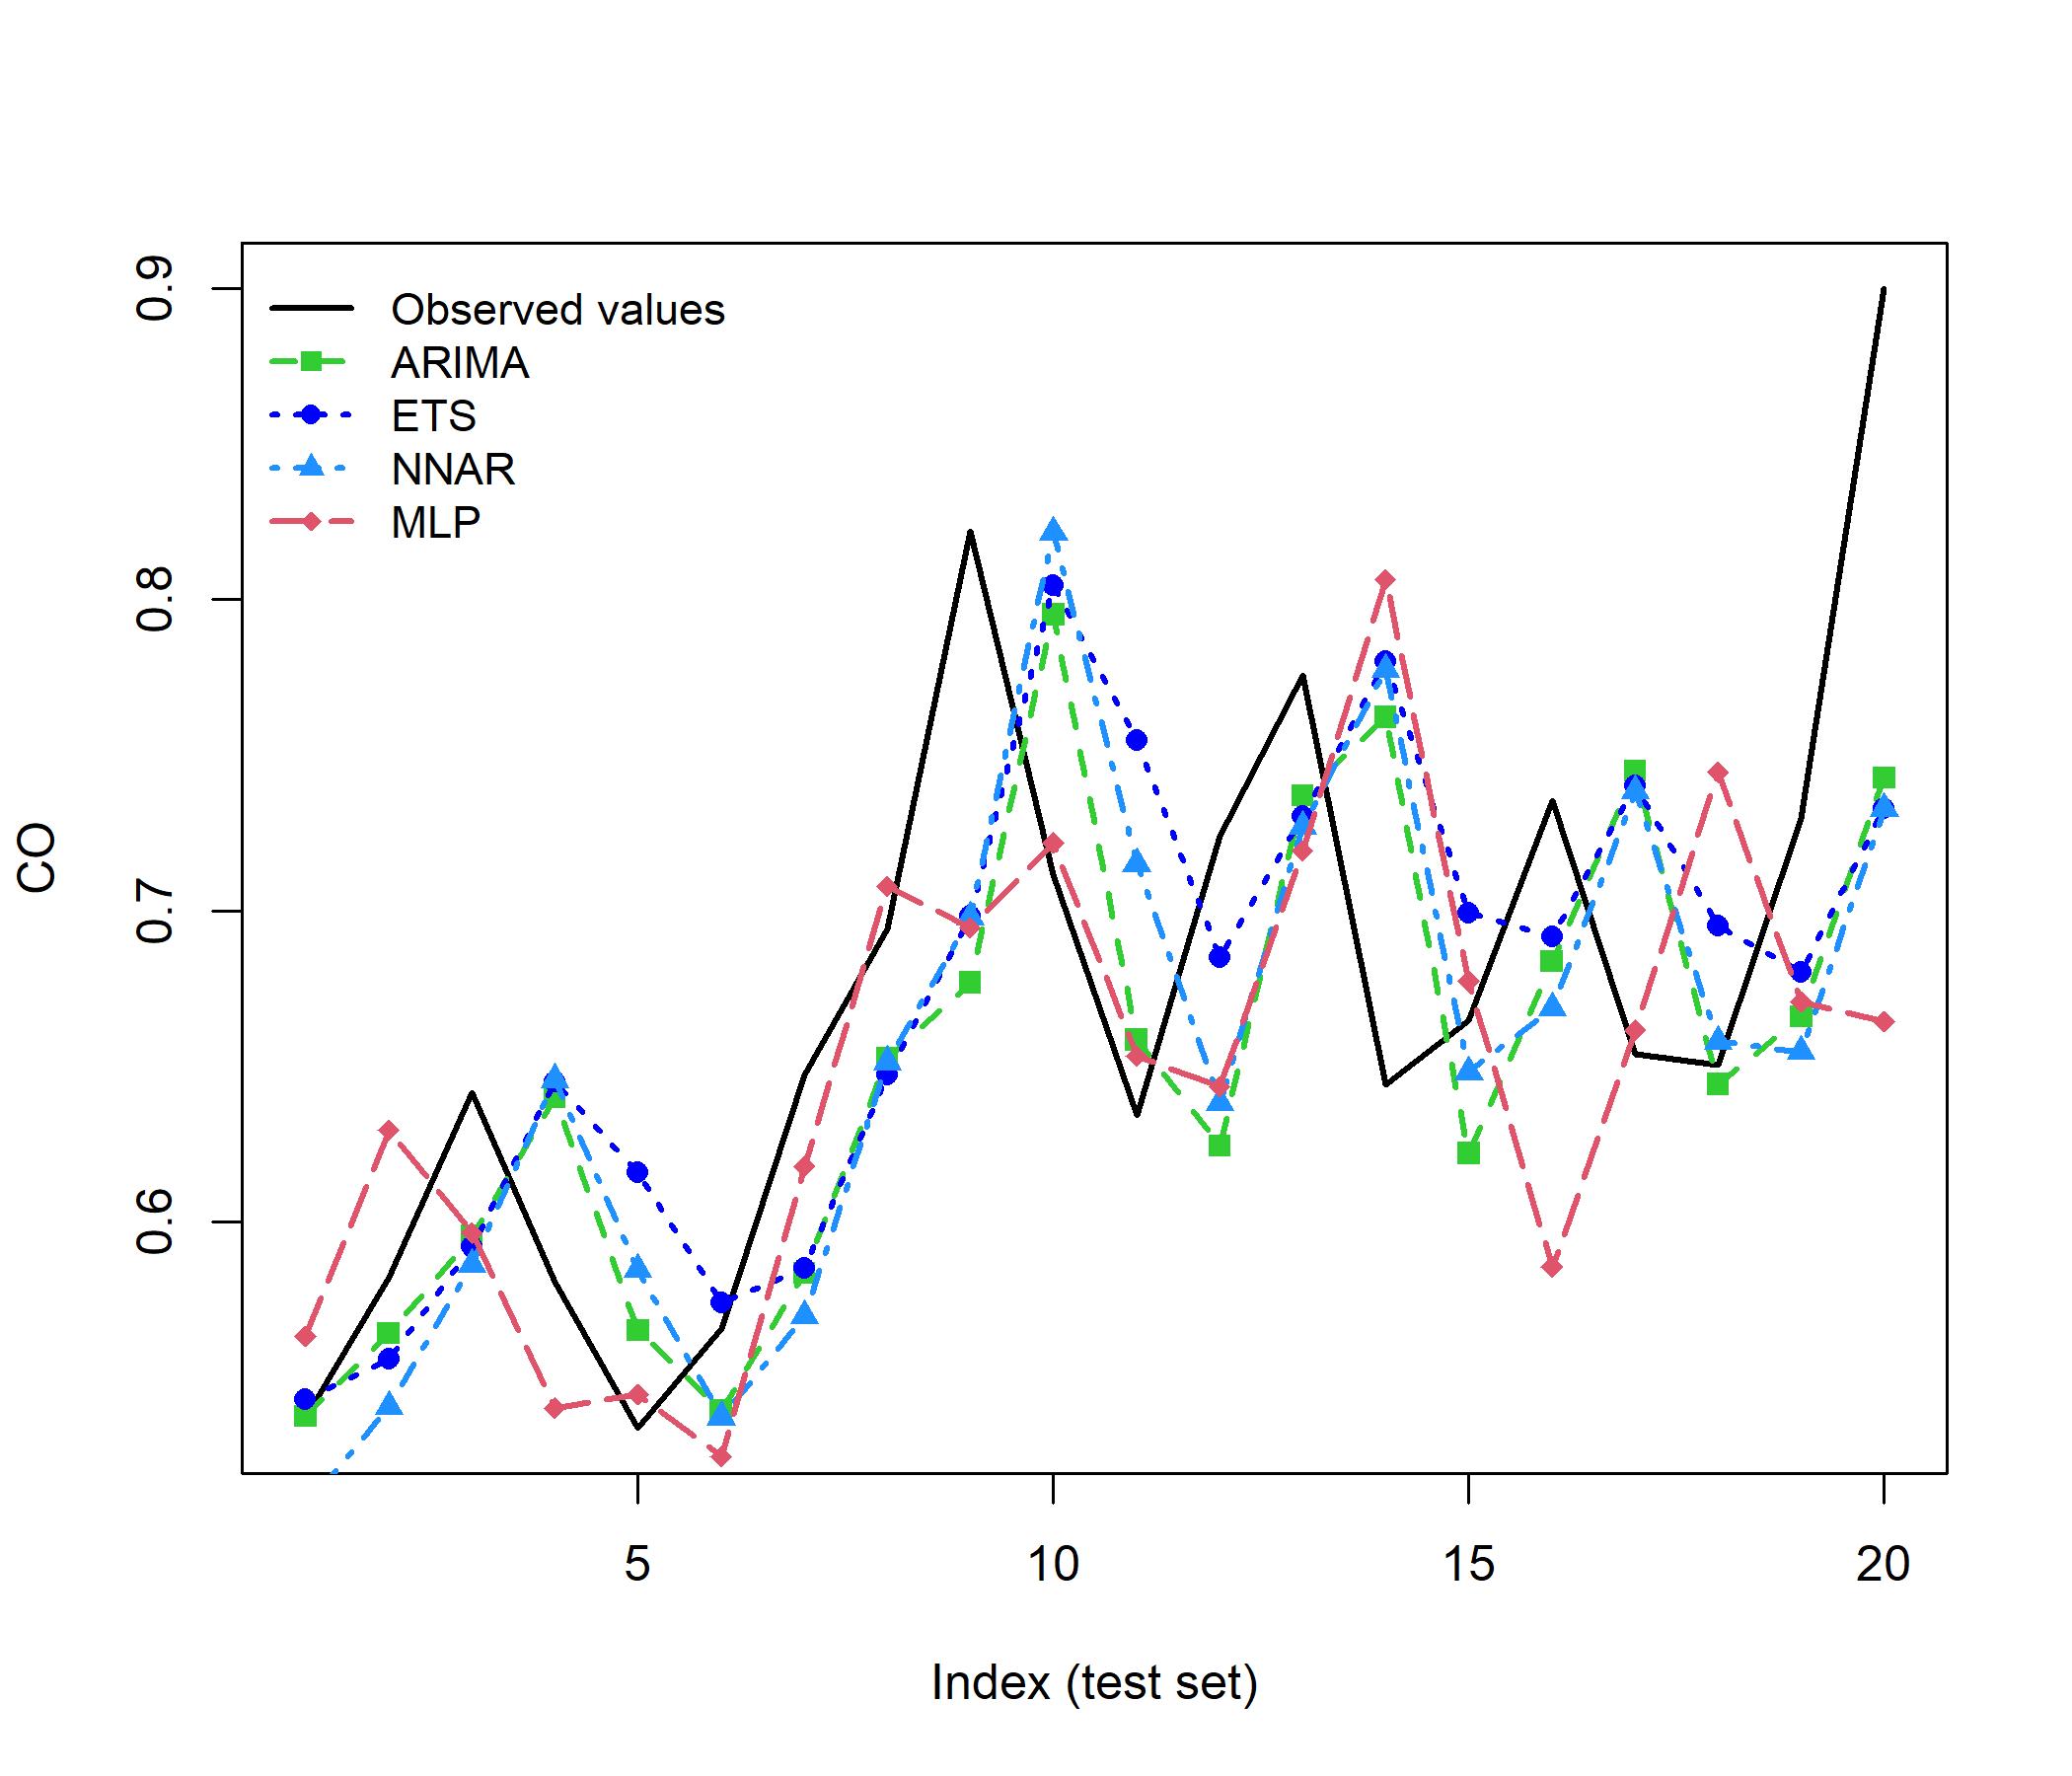 0.9
0.8
0.7
0.6
CO
Observed values
ARIMA
ETS
NNAR
MLP
5 10 15 20
Index (test set)